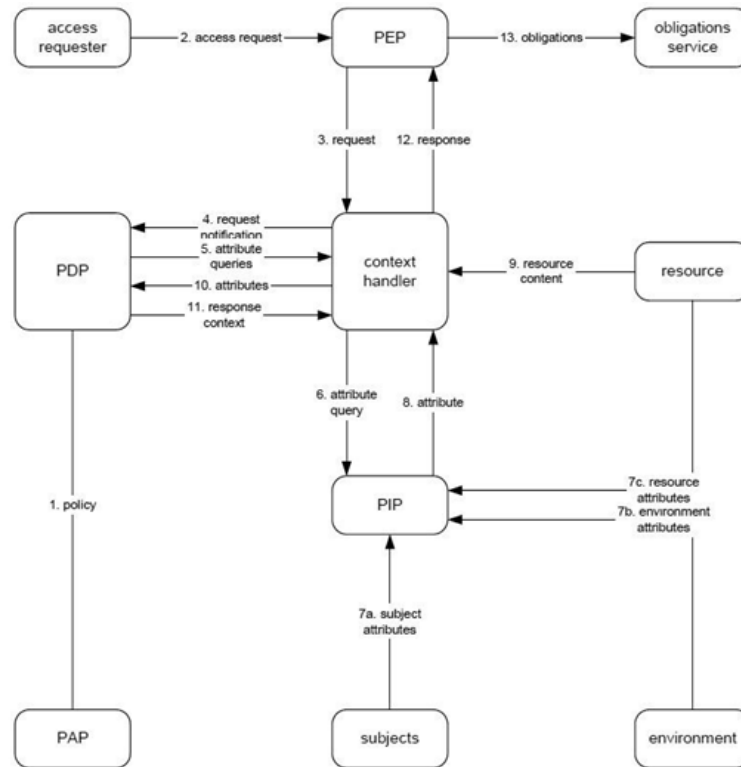 access
requester
2. access request
PEP
13. obligations
obligations
service
3. request
12. response
4. request
notification
5. attribute
queries
10. attributes
11. response
context
PDP
context
handler
9. resource
content
resource
6. attribute
query
8. attribute
1. policy
PIP
7c. resource
attributes
7b. environment
attributes
7a. subject
attributes
PAP
subjects
environment